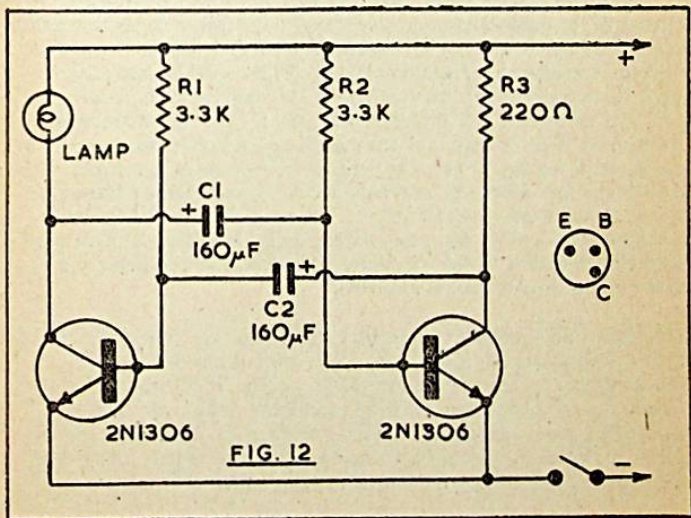 R1
3.3K
R2
3.3K
R3
220Ω
+
LAMP
+
C1
160µF
+
C2
160µF
E B
C
2N1306
2N1306
FIG. 12
−